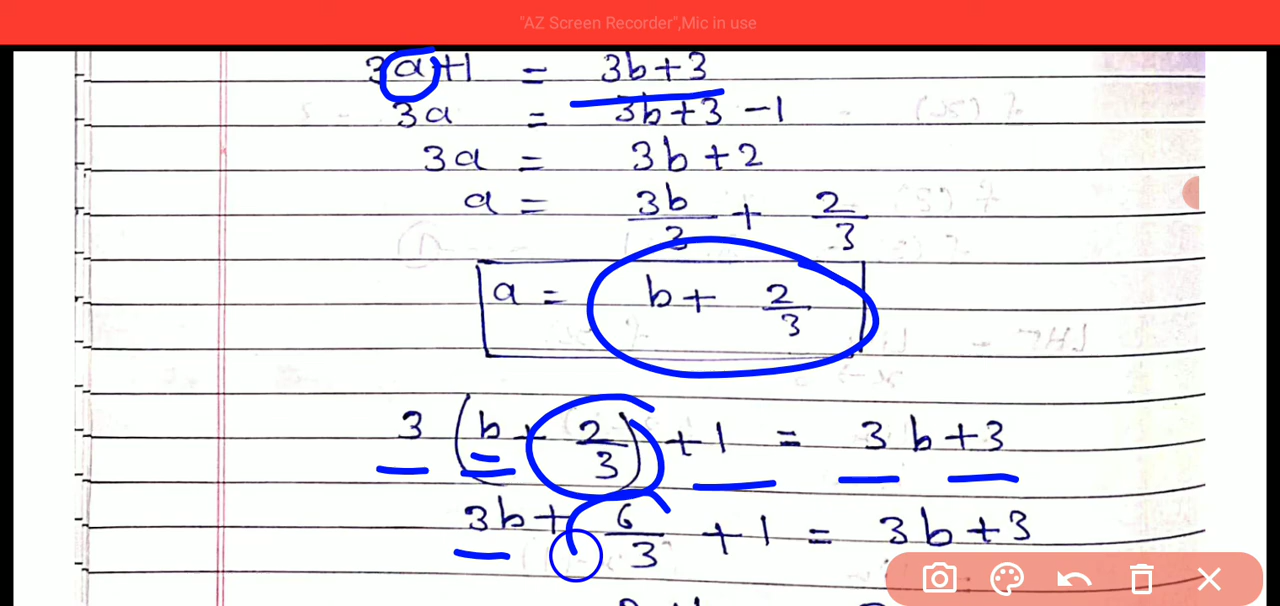 "AZ Screen Recorder",Mic in use
3a+1 = 3b+3
3a = 3b+3 -1
3a = 3b+2
a = 3b/3 + 2/3
a = b+ 2/3
3 (b+ 2/3) +1 = 3b+3
3b+ 6/3 +1 = 3b+3